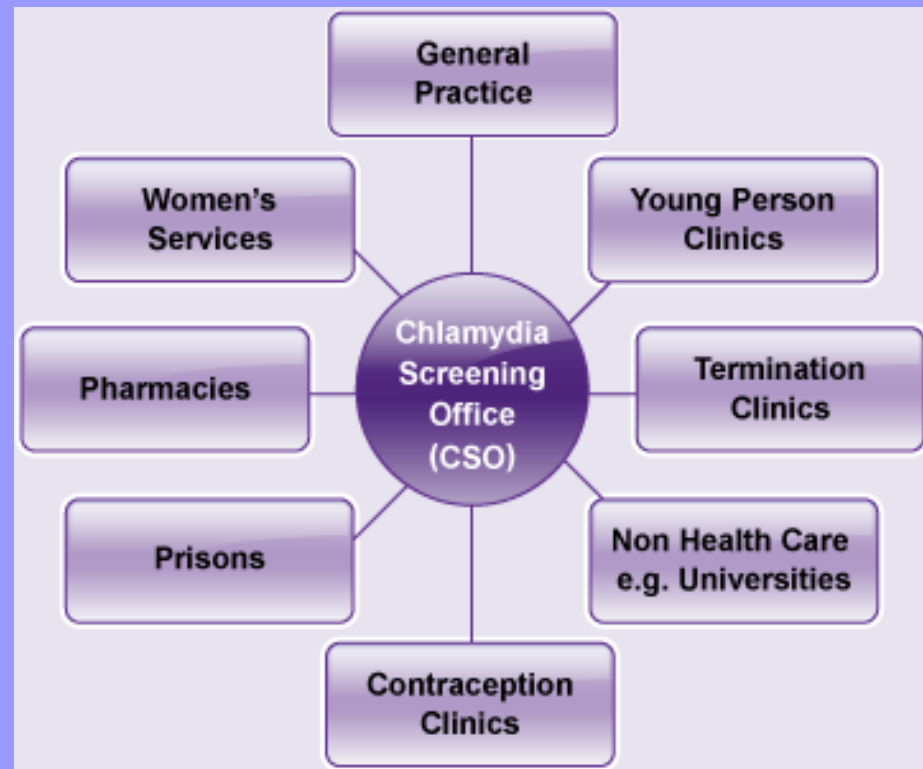 General
Practice
Women's
Services
Young Person
Clinics
Chlamydia
Screening
Office
(CSO)
Pharmacies
Termination
Clinics
Prisons
Non Health Care
e.g. Universities
Contraception
Clinics